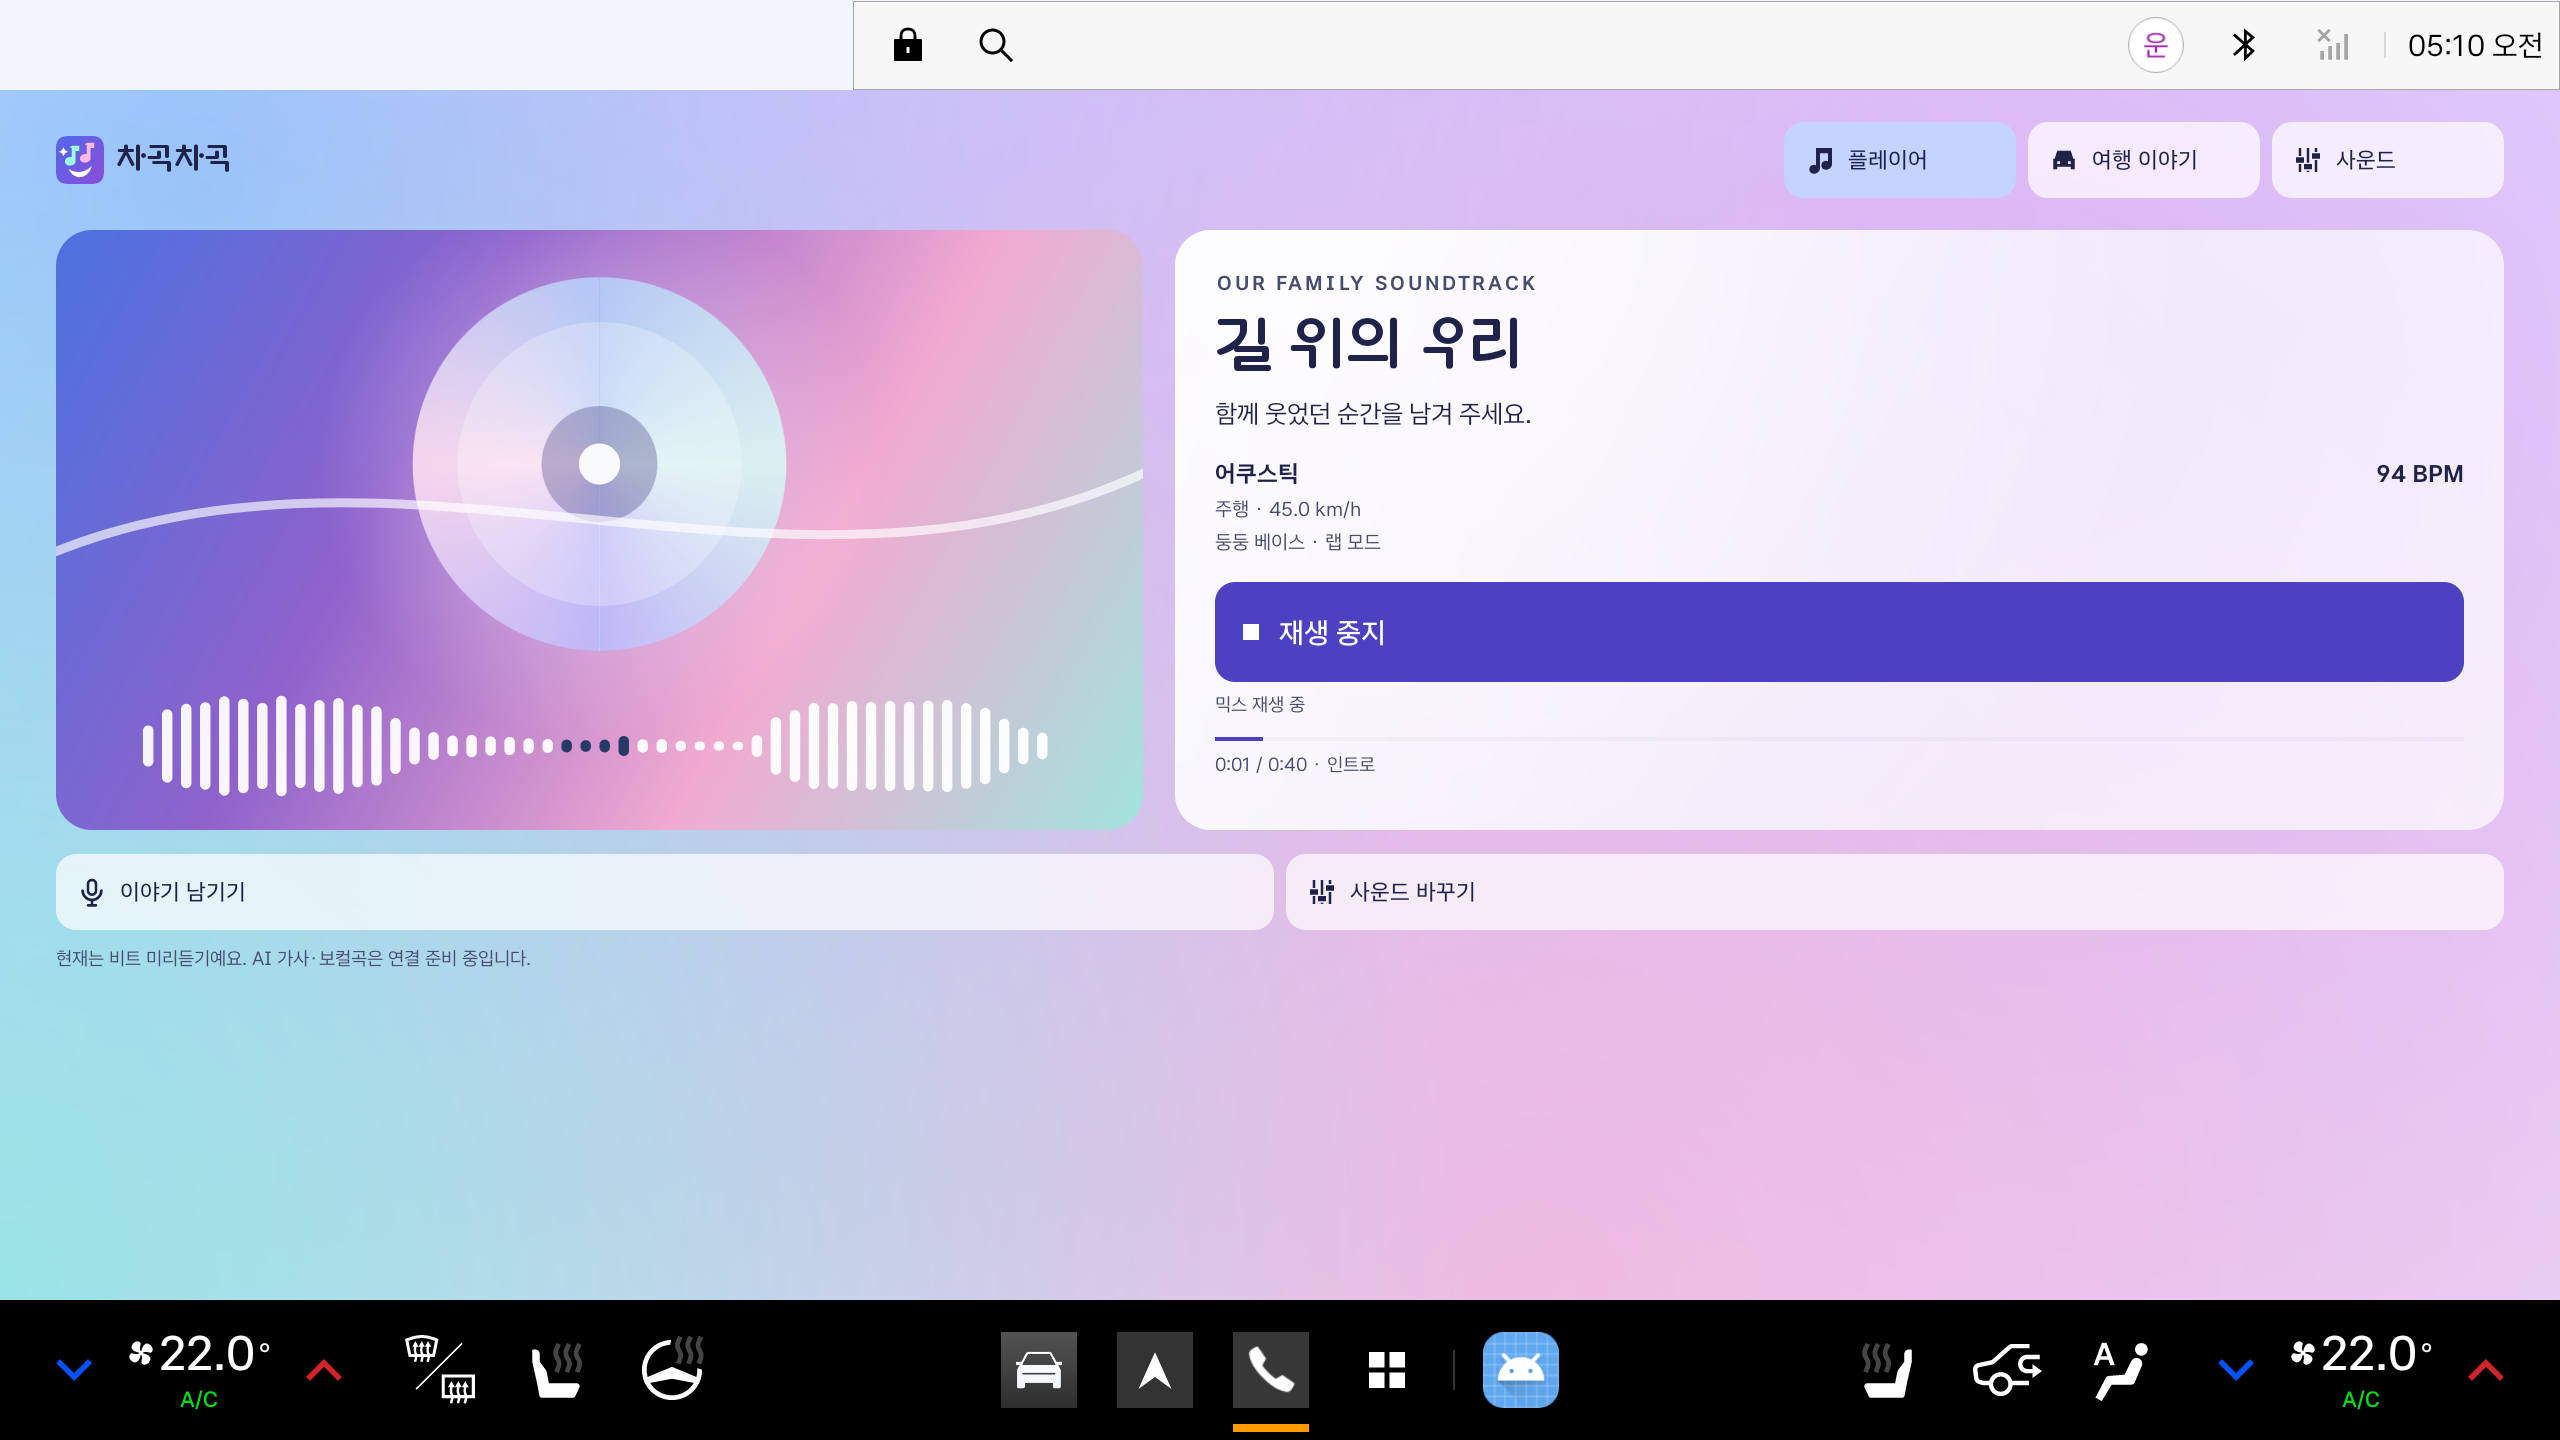 운
05:10 오전
차곡차곡
플레이어
여행 이야기
사운드
OUR FAMILY SOUNDTRACK
길 위의 우리
함께 웃었던 순간을 남겨 주세요.
어쿠스틱
94 BPM
주행 · 45.0 km/h
둥둥 베이스 · 랩 모드
재생 중지
믹스 재생 중
0:01 / 0:40 · 인트로
이야기 남기기
사운드 바꾸기
현재는 비트 미리듣기예요. AI 가사·보컬곡은 연결 준비 중입니다.
22.0°
A/C
A
22.0°
A/C